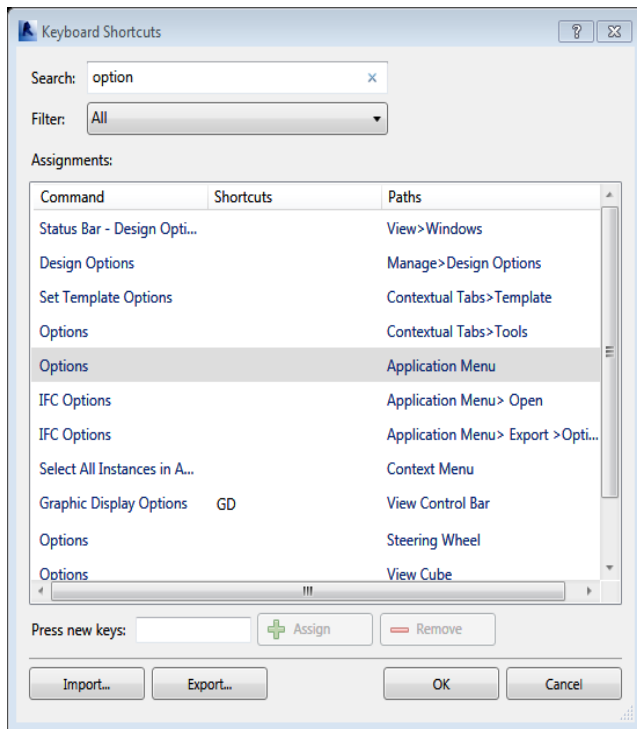 Keyboard Shortcuts
Search: option
Filter: All
Assignments:
Command Shortcuts Paths
Status Bar - Design Opti... View>Windows
Design Options Manage>Design Options
Set Template Options Contextual Tabs>Template
Options Contextual Tabs>Tools
Options Application Menu
IFC Options Application Menu> Open
IFC Options Application Menu> Export >Opti...
Select All Instances in A... Context Menu
Graphic Display Options GD View Control Bar
Options Steering Wheel
Options View Cube
Press new keys: Assign Remove
Import... Export... OK Cancel